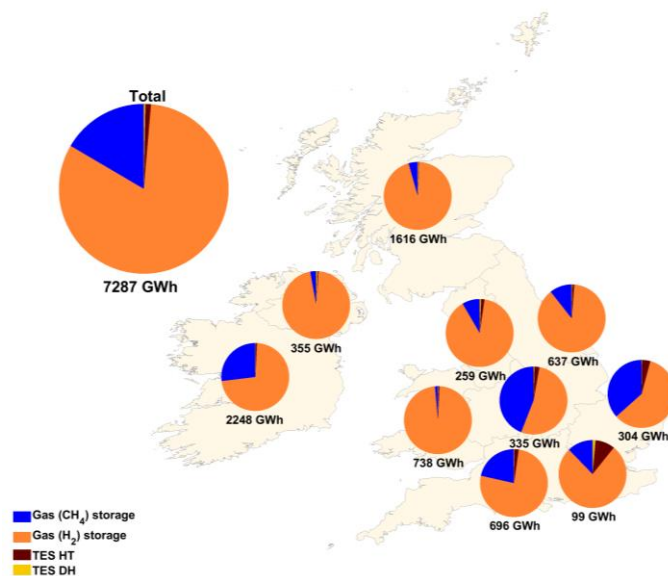 Total
7287 GWh
1616 GWh
355 GWh
2248 GWh
259 GWh
637 GWh
335 GWh
304 GWh
738 GWh
696 GWh
99 GWh
Gas (CH₄) storage
Gas (H₂) storage
TES HT
TES DH